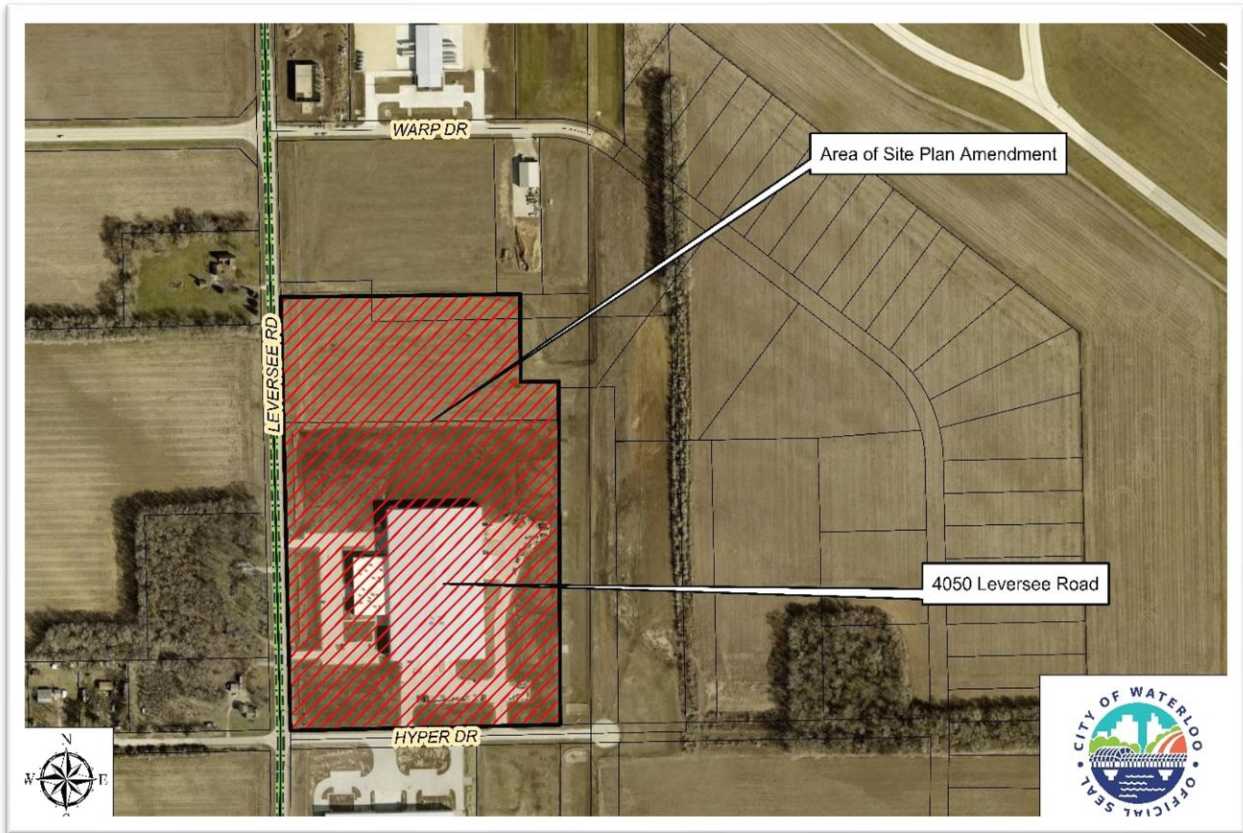 WARP DR
Area of Site Plan Amendment
LEVERSEE RD
4050 Leversee Road
HYPER DR
N
W E
S
CITY OF WATERLOO
OFFICIAL SEAL